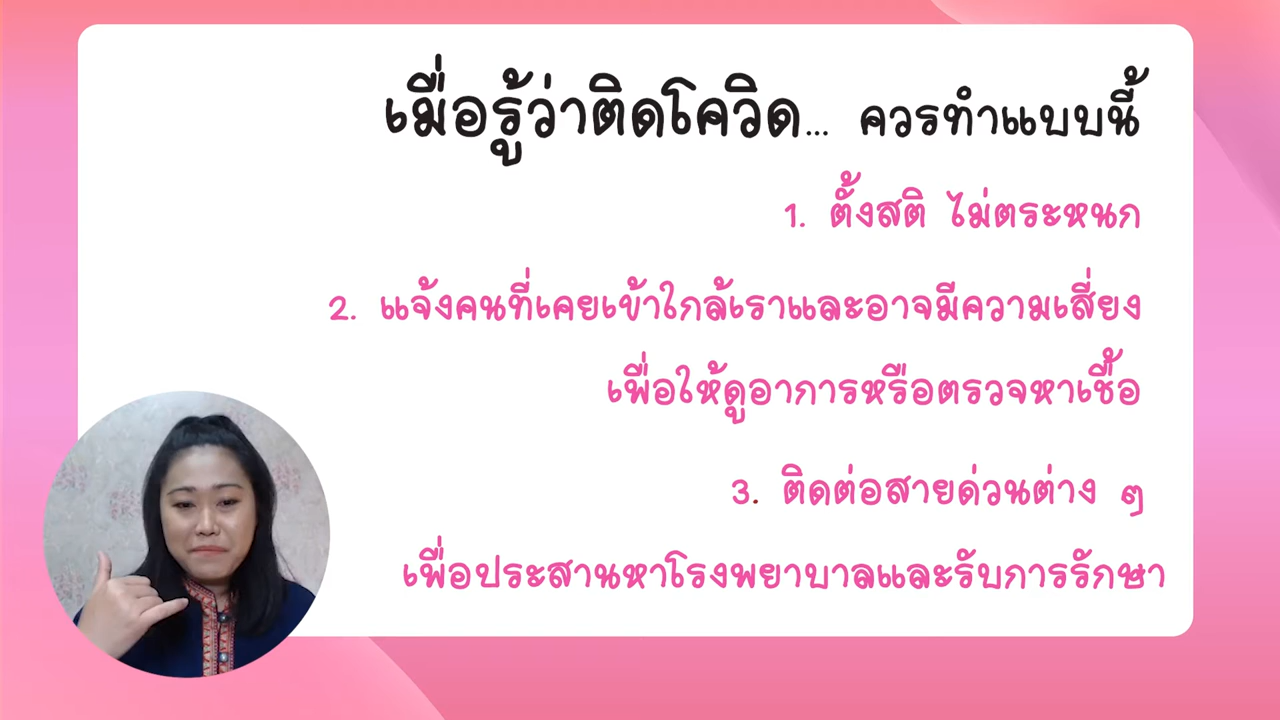 เมื่อรู้ว่าติดโควิด... ควรทำแบบนี้
1. ตั้งสติ ไม่ตระหนก
2. แจ้งคนที่เคยเข้าใกล้เราและอาจมีความเสี่ยง
เพื่อให้ดูอาการหรือตรวจหาเชื้อ
3. ติดต่อสายด่วนต่าง ๆ
เพื่อประสานหาโรงพยาบาลและรับการรักษา